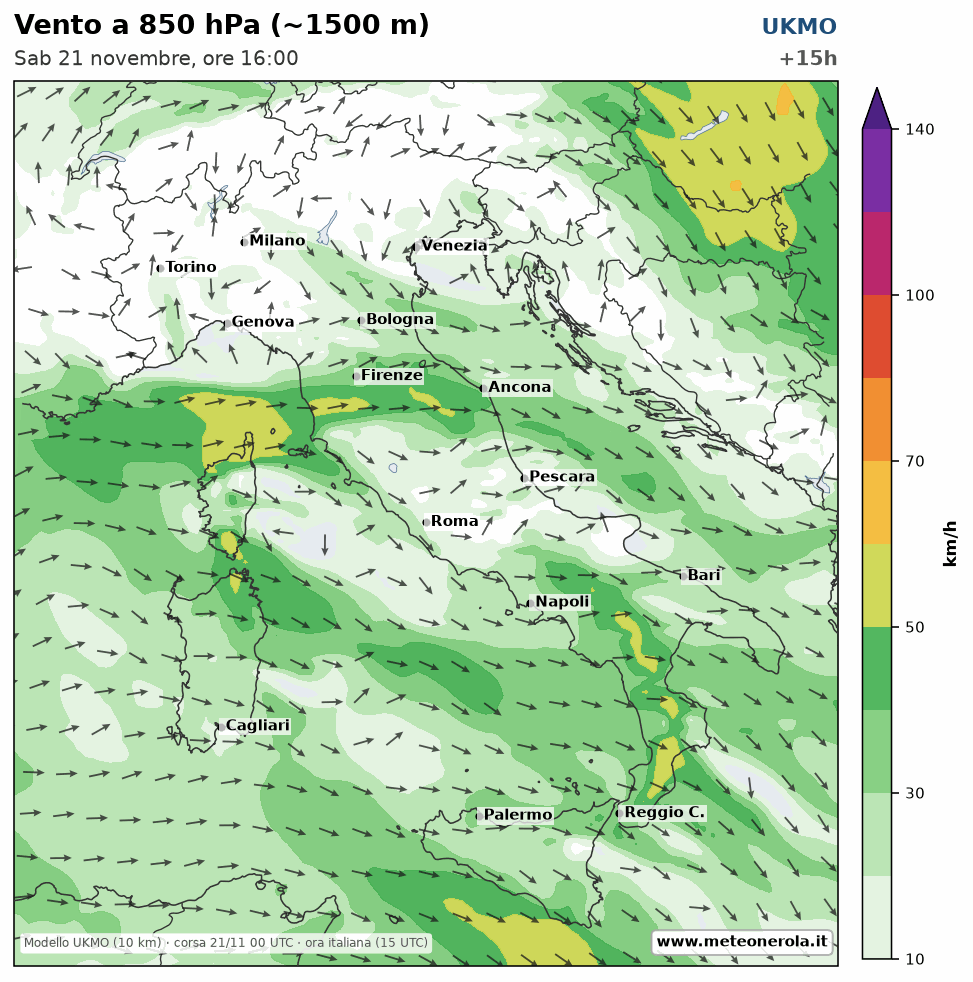 Vento a 850 hPa (~1500 m)
UKMO
Sab 21 novembre, ore 16:00
+15h
140
Milano
Venezia
Torino
100
Genova
Bologna
Firenze
Ancona
70
Pescara
Roma
km/h
Bari
Napoli
50
Cagliari
30
Palermo
Reggio C.
Modello UKMO (10 km) · corsa 21/11 00 UTC · ora italiana (15 UTC)
www.meteonerola.it
10